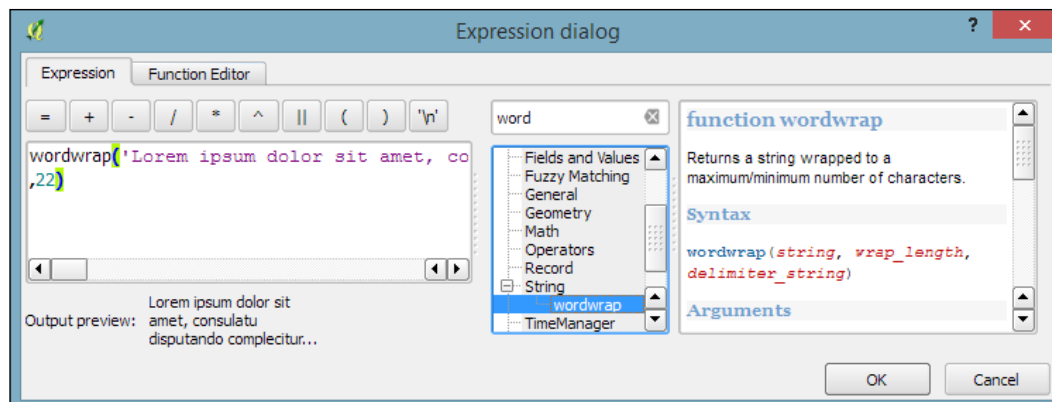 Expression dialog
?
×
Expression
Function Editor
= + - / * ^ || ( ) '\n'
wordwrap('Lorem ipsum dolor sit amet, co
,22)
Output preview:
Lorem ipsum dolor sit
amet, consulatu
disputando complecitur...
word
Fields and Values
Fuzzy Matching
General
Geometry
Math
Operators
Record
String
wordwrap
TimeManager
function wordwrap
Returns a string wrapped to a
maximum/minimum number of characters.
Syntax
wordwrap(string, wrap_length,
delimiter_string)
Arguments
OK
Cancel